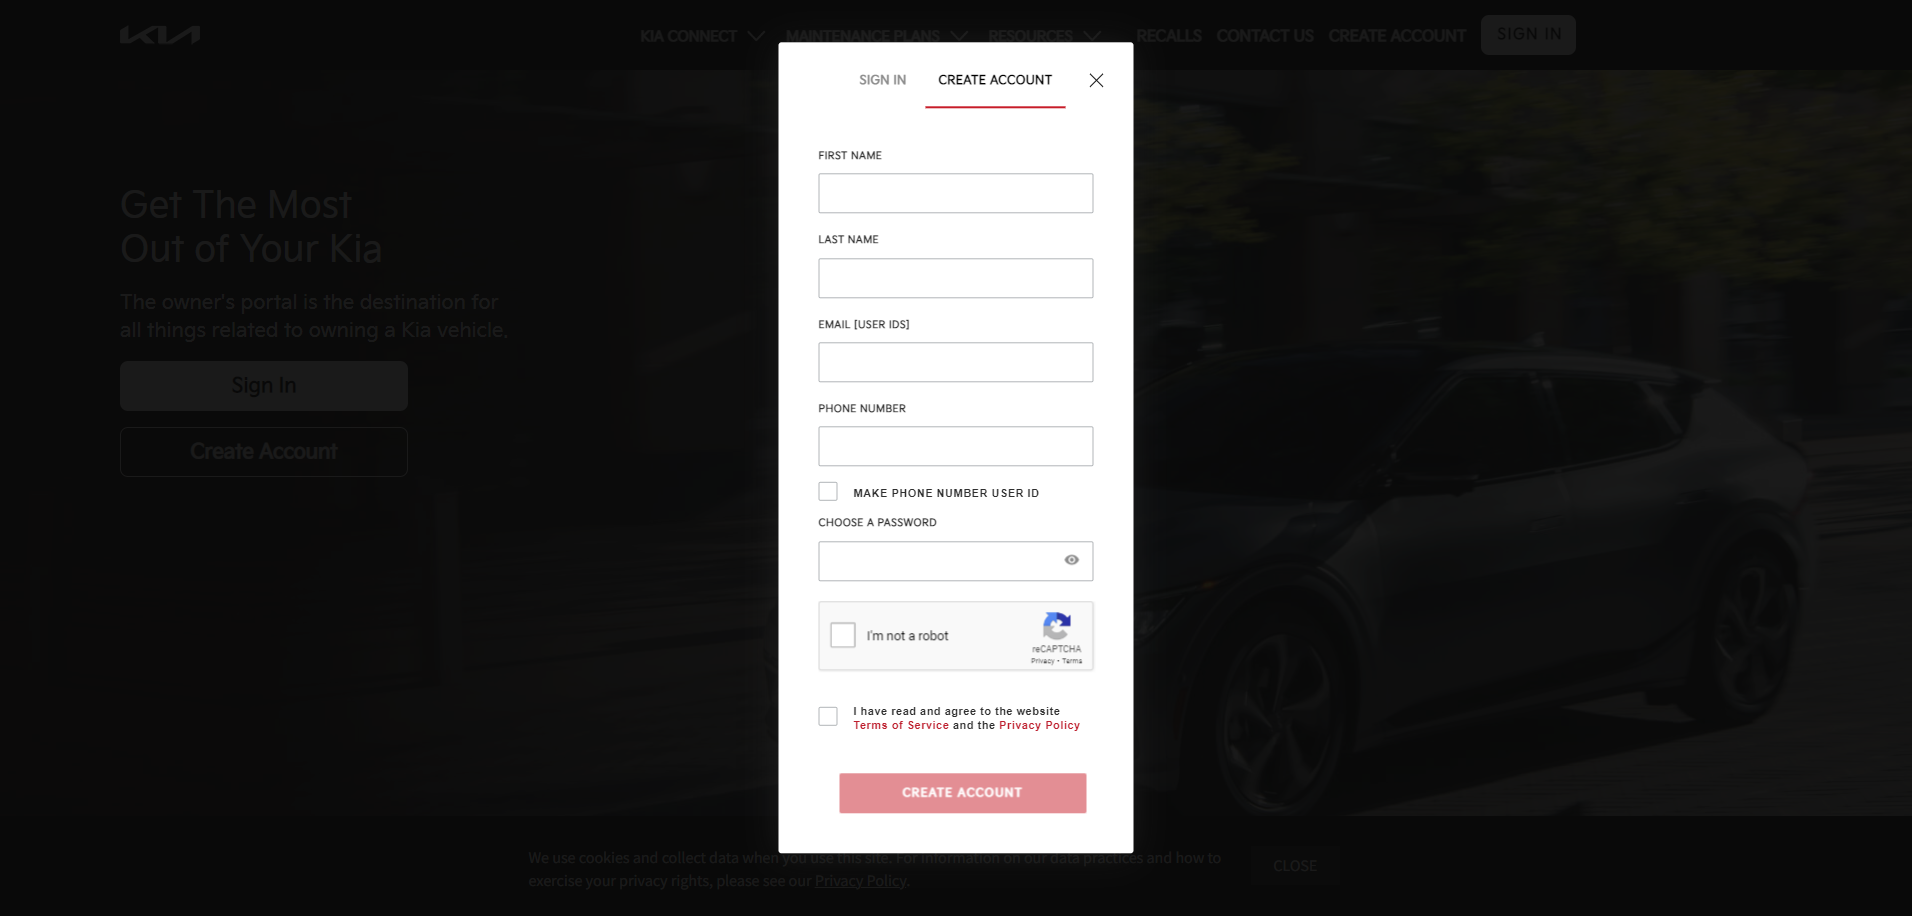 KIA
KIA CONNECT
MAINTENANCE PLANS
RESOURCES
RECALLS
CONTACT US
CREATE ACCOUNT
SIGN IN
SIGN IN
CREATE ACCOUNT
FIRST NAME
LAST NAME
EMAIL [USER IDS]
PHONE NUMBER
MAKE PHONE NUMBER USER ID
CHOOSE A PASSWORD
I'm not a robot
reCAPTCHA
Privacy - Terms
I have read and agree to the website
Terms of Service and the Privacy Policy
CREATE ACCOUNT
Get The Most
Out of Your Kia
The owner's portal is the destination for
all things related to owning a Kia vehicle.
Sign In
Create Account
We use cookies and collect data when you use this site. For information on our data practices and how to
exercise your privacy rights, please see our Privacy Policy.
CLOSE